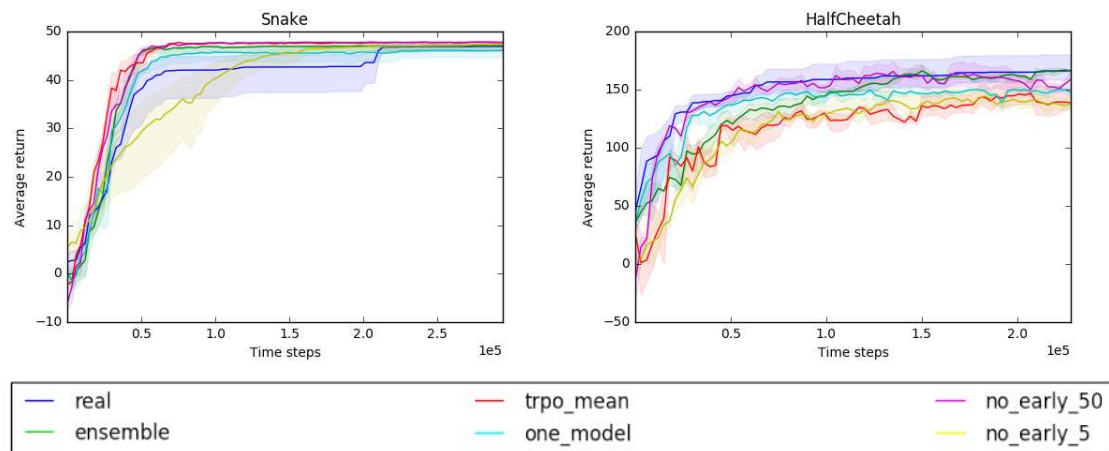 Snake
50
40
30
20
10
0
−10
Average return
0.5
1.0
1.5
2.0
2.5
1e5
Time steps
HalfCheetah
200
150
100
50
0
−50
Average return
0.5
1.0
1.5
2.0
1e5
Time steps
real
trpo_mean
no_early_50
ensemble
one_model
no_early_5